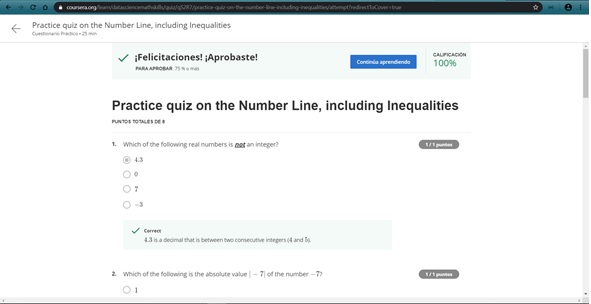 coursera.org/learn/datasciencemathskills/quiz/q5287/practice-quiz-on-the-number-line-including-inequalities/attempt?redirectToCover=true
Practice quiz on the Number Line, including Inequalities
Cuestionario Práctico • 25 min
¡Felicitaciones! ¡Aprobaste!
PARA APROBAR 75 % o más
Continúa aprendiendo
CALIFICACIÓN
100%
Practice quiz on the Number Line, including Inequalities
PUNTOS TOTALES DE 8
1. Which of the following real numbers is not an integer?
1 / 1 puntos
4.3
0
7
−3
Correct
4.3 is a decimal that is between two consecutive integers (4 and 5).
2. Which of the following is the absolute value | − 7| of the number −7?
1 / 1 puntos
1